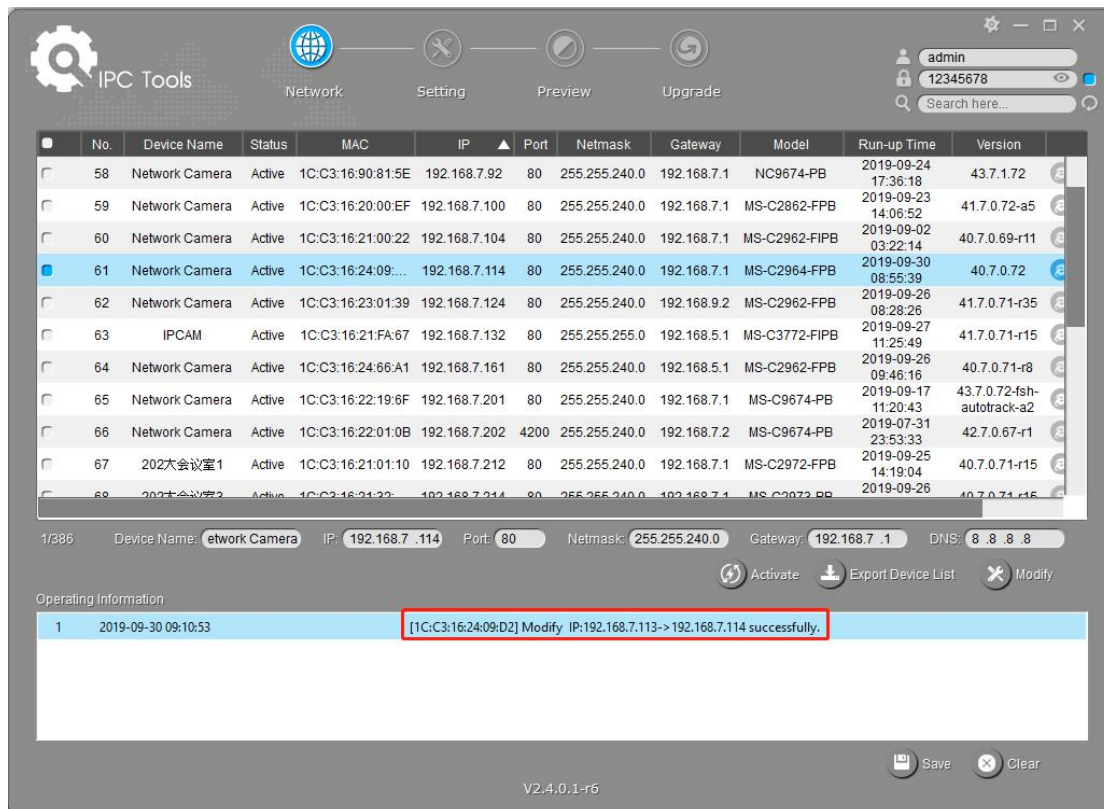 IPC Tools
Network Setting Preview Upgrade
admin
12345678
Search here...
No. Device Name Status MAC IP Port Netmask Gateway Model Run-up Time Version
58 Network Camera Active 1C:C3:16:90:81:5E 192.168.7.92 80 255.255.240.0 192.168.7.1 NC9674-PB 2019-09-24 17:36:18 43.7.1.72
59 Network Camera Active 1C:C3:16:20:00:EF 192.168.7.100 80 255.255.240.0 192.168.7.1 MS-C2862-FPB 2019-09-23 14:06:52 41.7.0.72-a5
60 Network Camera Active 1C:C3:16:21:00:22 192.168.7.104 80 255.255.240.0 192.168.7.1 MS-C2962-FIPB 2019-09-02 03:22:14 40.7.0.69-r11
61 Network Camera Active 1C:C3:16:24:09:... 192.168.7.114 80 255.255.240.0 192.168.7.1 MS-C2964-FPB 2019-09-30 08:55:39 40.7.0.72
62 Network Camera Active 1C:C3:16:23:01:39 192.168.7.124 80 255.255.240.0 192.168.9.2 MS-C2962-FPB 2019-09-26 08:28:26 41.7.0.71-r35
63 IPCAM Active 1C:C3:16:21:FA:67 192.168.7.132 80 255.255.255.0 192.168.5.1 MS-C3772-FIPB 2019-09-27 11:25:49 41.7.0.71-r15
64 Network Camera Active 1C:C3:16:24:66:A1 192.168.7.161 80 255.255.240.0 192.168.5.1 MS-C2962-FPB 2019-09-26 09:46:16 40.7.0.71-r8
65 Network Camera Active 1C:C3:16:22:19:6F 192.168.7.201 80 255.255.240.0 192.168.7.1 MS-C9674-PB 2019-09-17 11:20:43 43.7.0.72-fsh-autotrack-a2
66 Network Camera Active 1C:C3:16:22:01:0B 192.168.7.202 4200 255.255.240.0 192.168.7.2 MS-C9674-PB 2019-07-31 23:53:33 42.7.0.67-r1
67 202大会议室1 Active 1C:C3:16:21:01:10 192.168.7.212 80 255.255.240.0 192.168.7.1 MS-C2972-FPB 2019-09-25 14:19:04 40.7.0.71-r15
68 Active 192.168.7.214 80 255.255.240.0 192.168.7.1 2019-09-26 40.7.0.71-r15
1/386 Device Name: etwork Camera IP: 192.168.7 .114 Port: 80 Netmask: 255.255.240.0 Gateway: 192.168.7 .1 DNS: 8 .8 .8 .8
Activate Export Device List Modify
Operating Information
1 2019-09-30 09:10:53 [1C:C3:16:24:09:D2] Modify IP:192.168.7.113->192.168.7.114 successfully.
Save Clear
V2.4.0.1-r6